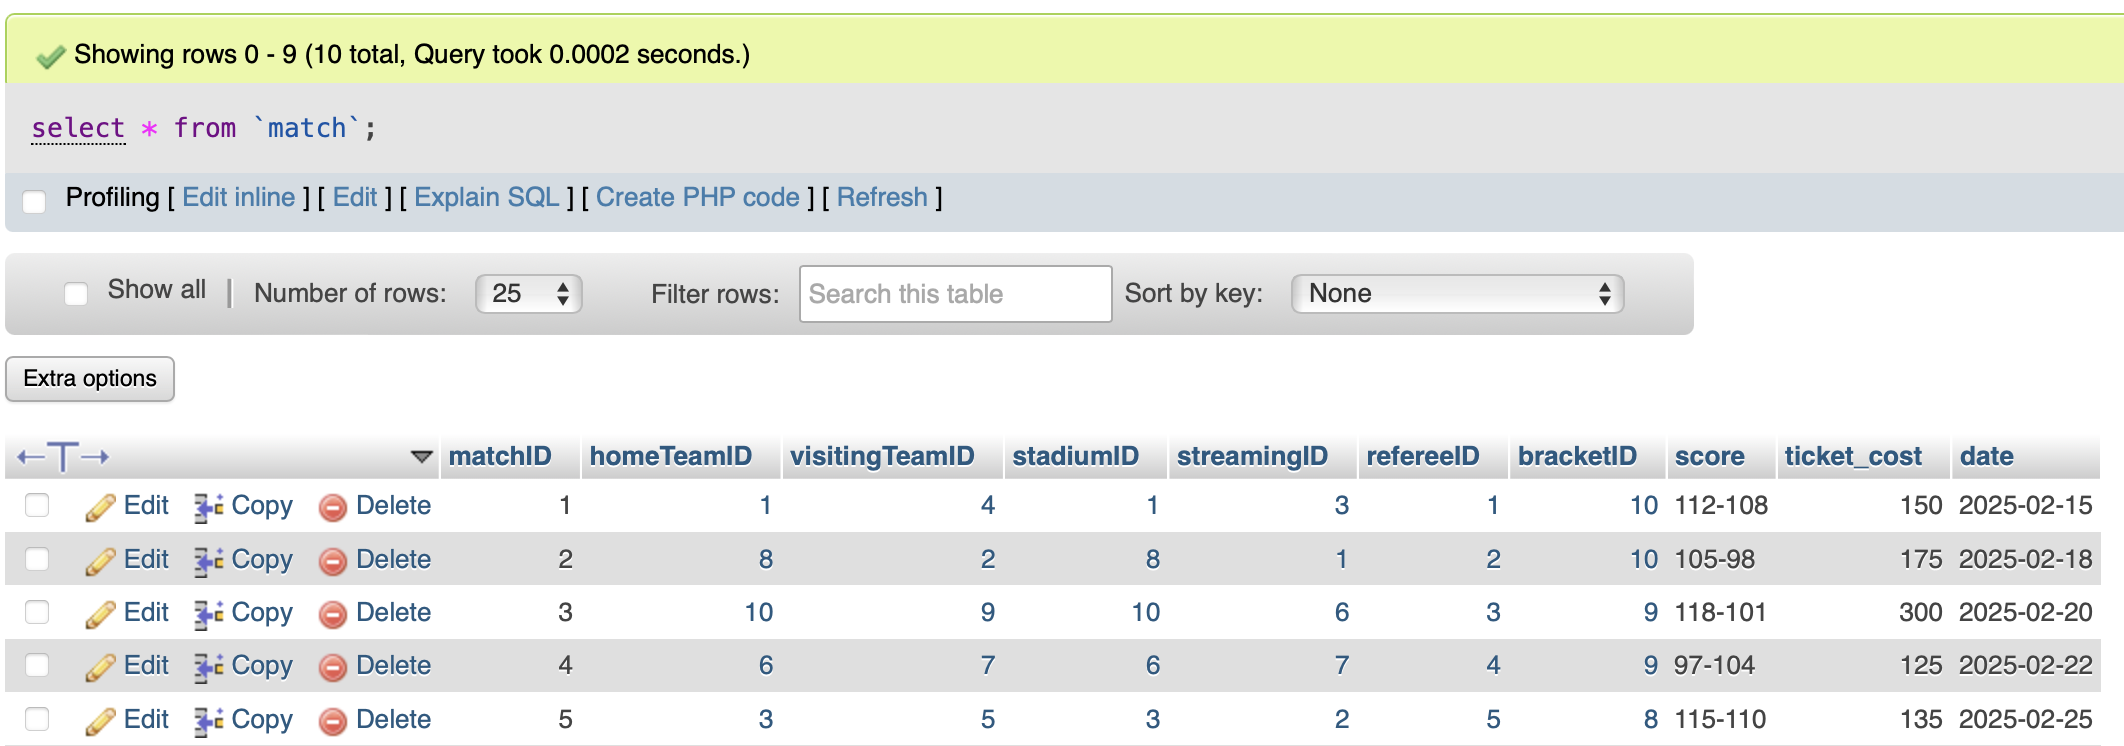 Showing rows 0 - 9 (10 total, Query took 0.0002 seconds.)
select * from `match`;
Profiling [ Edit inline ] [ Edit ] [ Explain SQL ] [ Create PHP code ] [ Refresh ]
Show all | Number of rows: 25 Filter rows: Search this table Sort by key: None
Extra options
←T→ matchID homeTeamID visitingTeamID stadiumID streamingID refereeID bracketID score ticket_cost date
Edit Copy Delete 1 1 4 1 3 1 10 112-108 150 2025-02-15
Edit Copy Delete 2 8 2 8 1 2 10 105-98 175 2025-02-18
Edit Copy Delete 3 10 9 10 6 3 9 118-101 300 2025-02-20
Edit Copy Delete 4 6 7 6 7 4 9 97-104 125 2025-02-22
Edit Copy Delete 5 3 5 3 2 5 8 115-110 135 2025-02-25